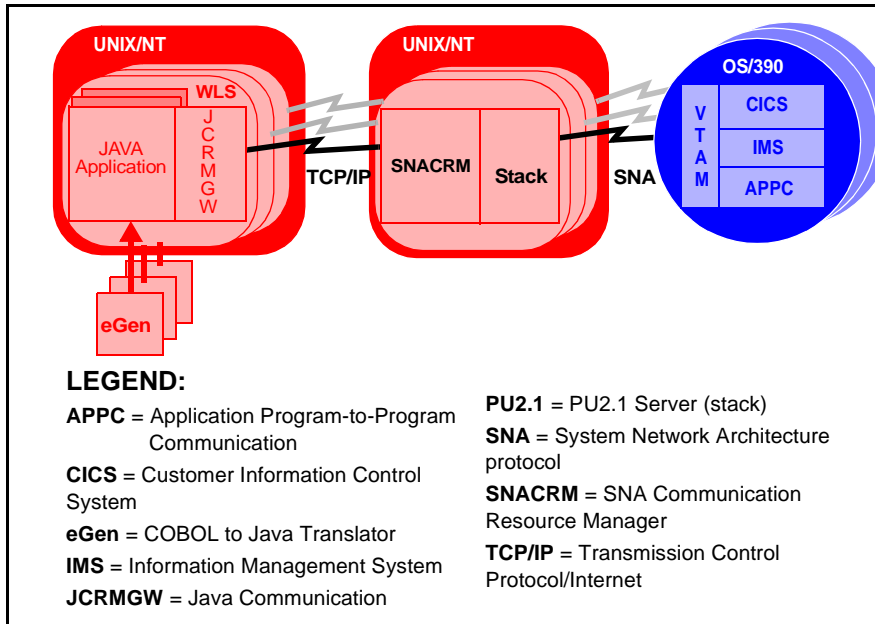 UNIX/NT
WLS
JAVA
Application
J
C
R
M
G
W
eGen
TCP/IP
UNIX/NT
SNACRM
Stack
SNA
OS/390
V
T
A
M
CICS
IMS
APPC
LEGEND:
APPC = Application Program-to-Program
Communication
CICS = Customer Information Control
System
eGen = COBOL to Java Translator
IMS = Information Management System
JCRMGW = Java Communication
PU2.1 = PU2.1 Server (stack)
SNA = System Network Architecture
protocol
SNACRM = SNA Communication
Resource Manager
TCP/IP = Transmission Control
Protocol/Internet